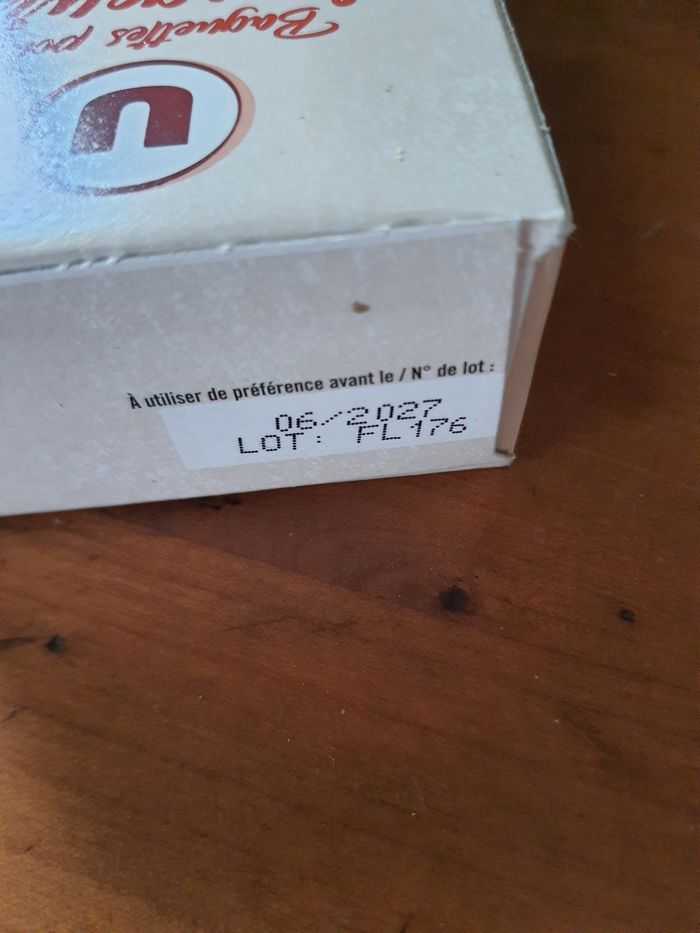 Baguettes
U
À utiliser de préférence avant le / N° de lot :
06/2027
LOT: FL176